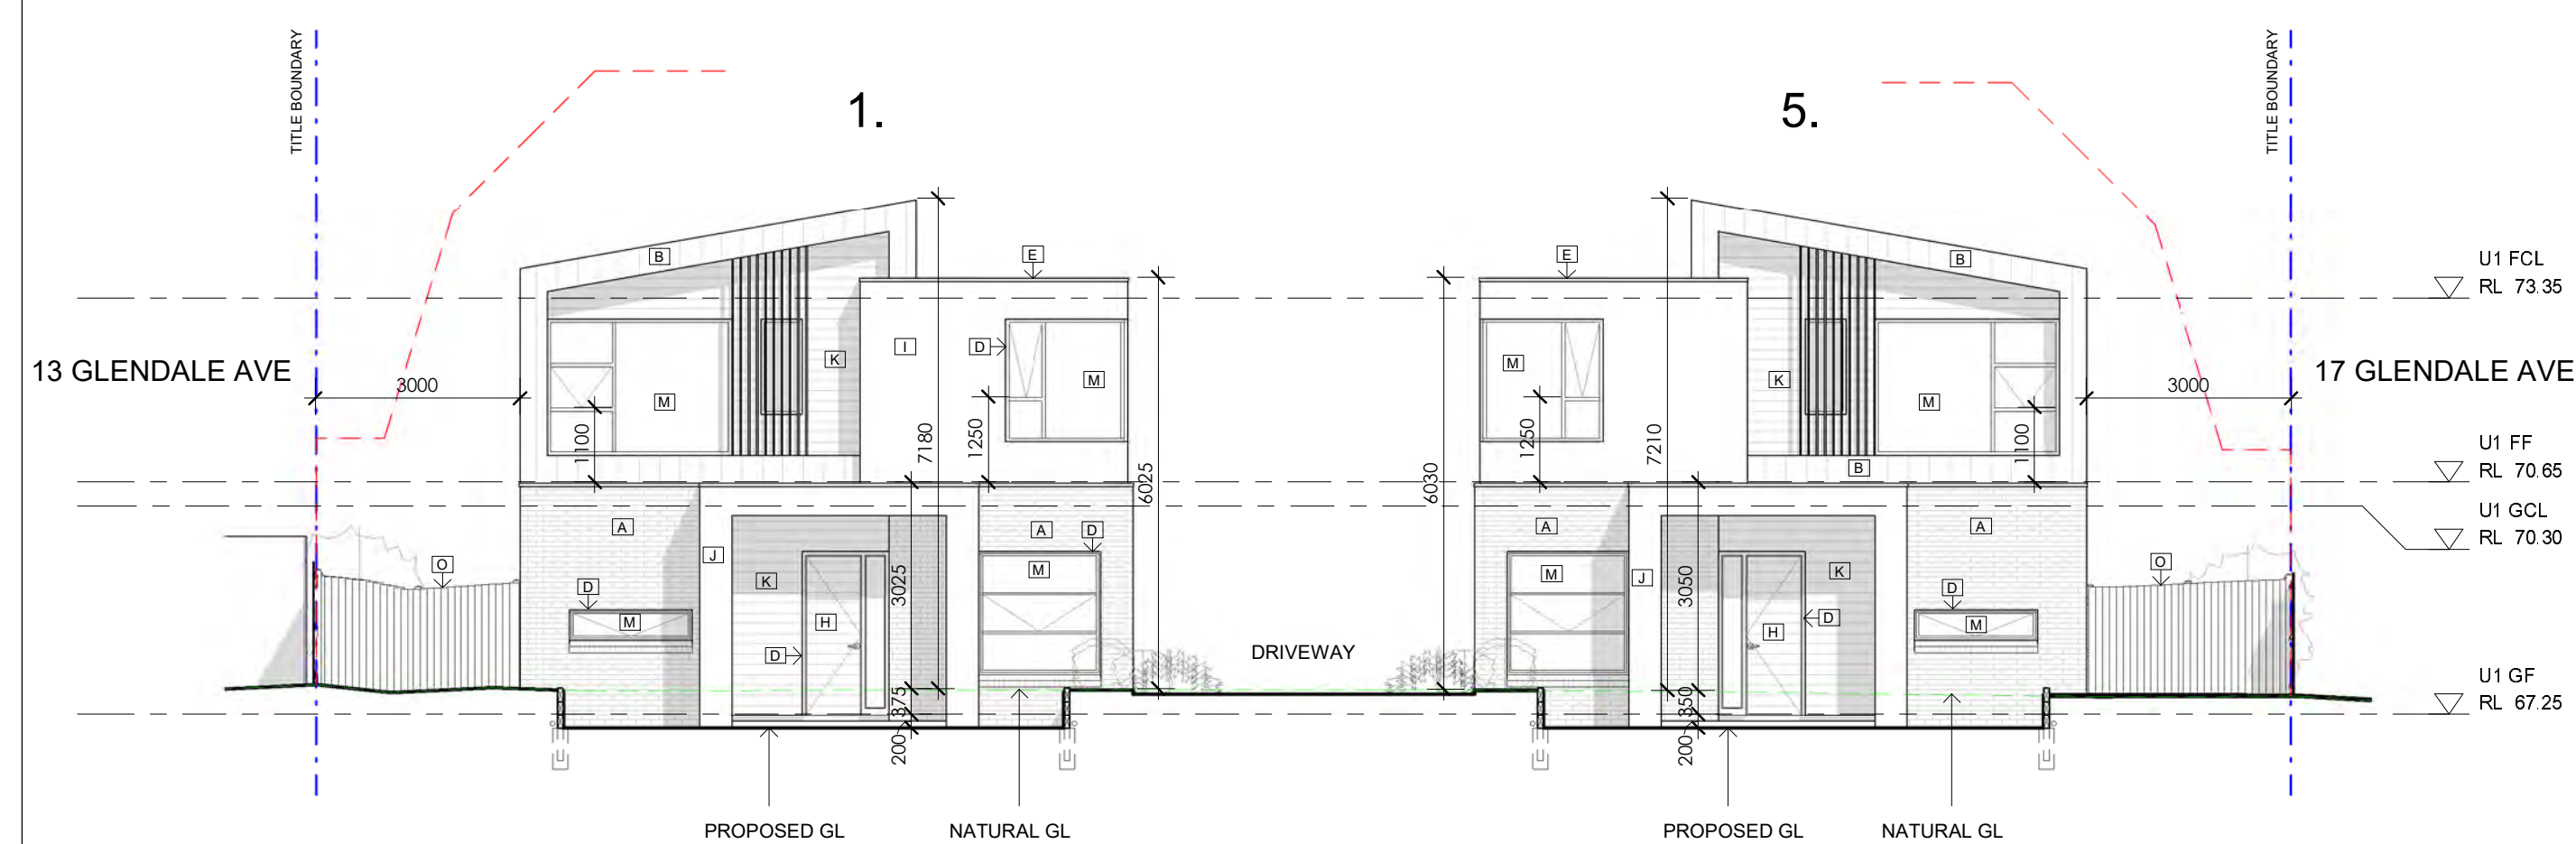 TITLE BOUNDARY
TITLE BOUNDARY
1.
5.
E
E
B
B
U1 FCL
RL 73.35
I
D
K
M
M
M
K
M
13 GLENDALE AVE
3000
3000
17 GLENDALE AVE
1100
7180
1250
6025
6030
1250
7210
1100
B
U1 FF
RL 70.65
U1 GCL
RL 70.30
A
A
D
A
A
J
K
M
M
J
K
O
O
D
M
3025
3050
D
M
H
D
D
H
DRIVEWAY
375
200
350
200
U1 GF
RL 67.25
PROPOSED GL
NATURAL GL
PROPOSED GL
NATURAL GL